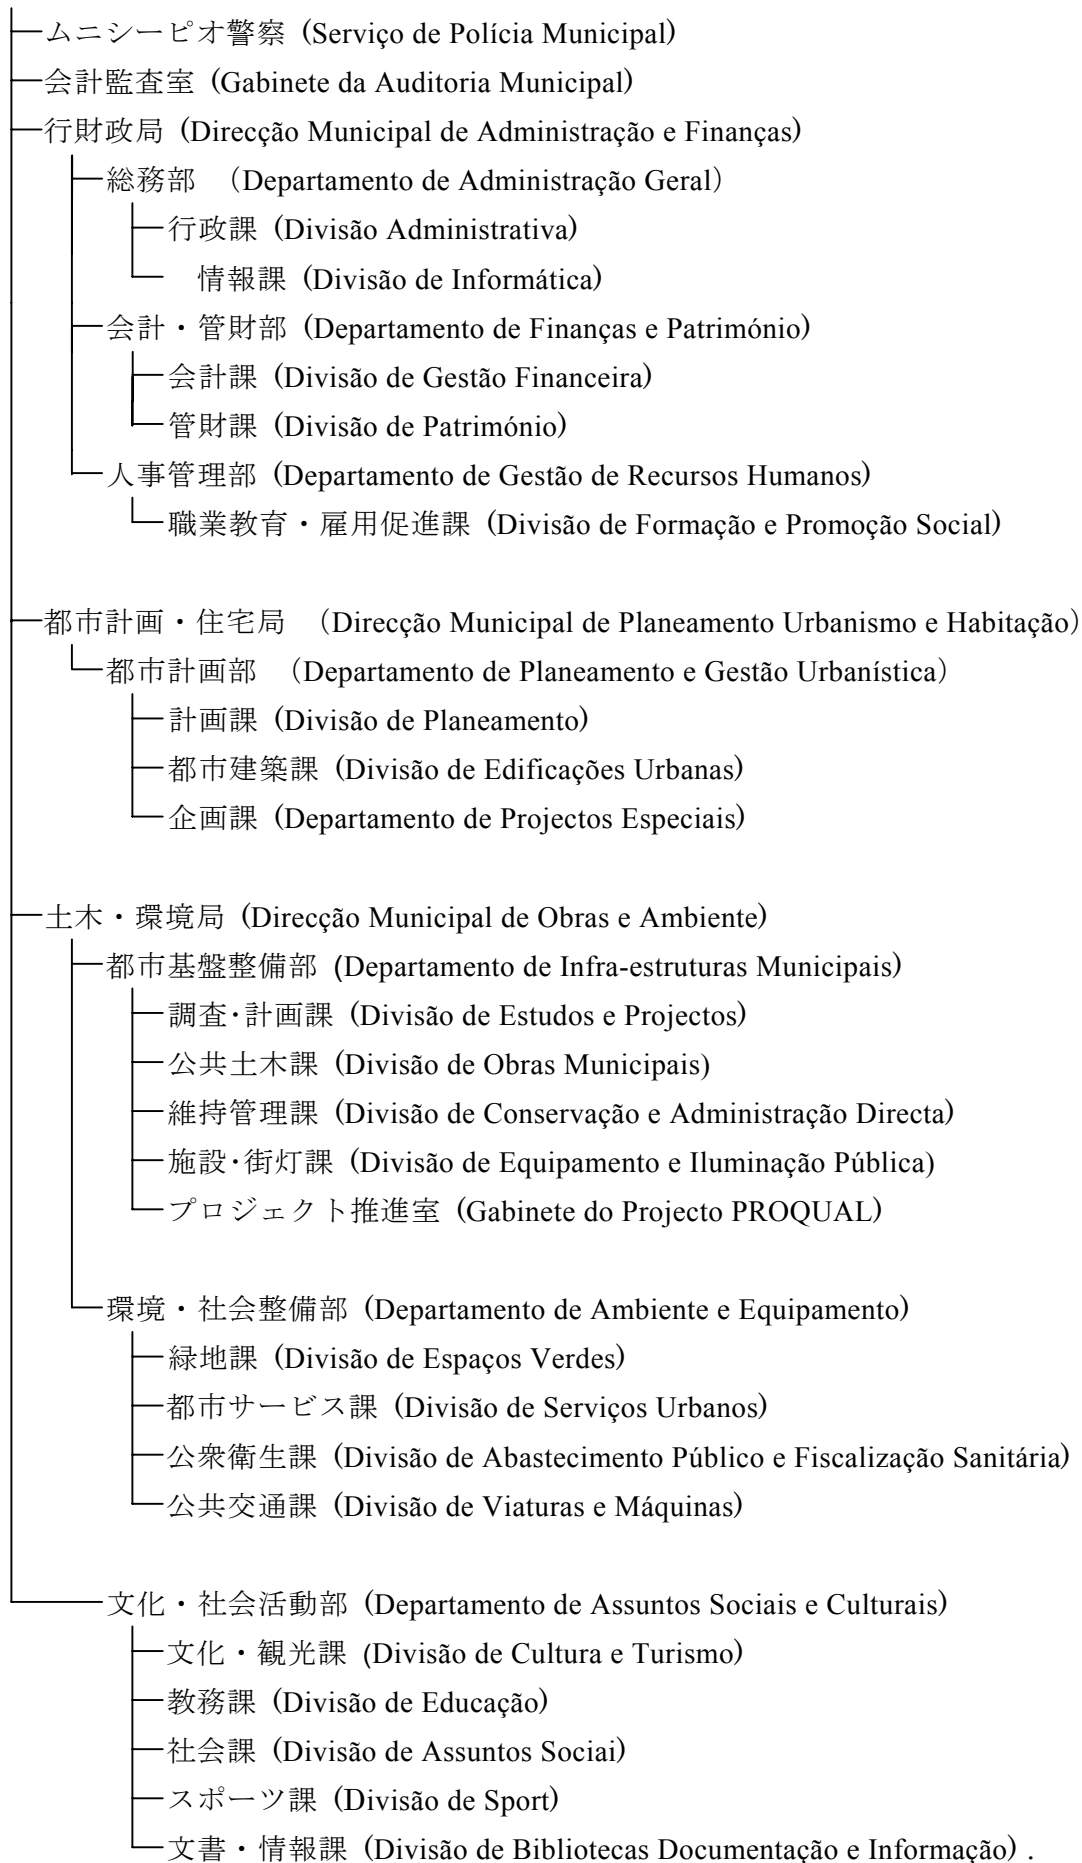 ムニシーピオ警察 (Serviço de Polícia Municipal)
会計監査室 (Gabinete da Auditoria Municipal)
行財政局 (Direcção Municipal de Administração e Finanças)
総務部 （Departamento de Administração Geral）
行政課 (Divisão Administrativa)
情報課 (Divisão de Informática)
会計・管財部 (Departamento de Finanças e Património)
会計課 (Divisão de Gestão Financeira)
管財課 (Divisão de Património)
人事管理部 (Departamento de Gestão de Recursos Humanos)
職業教育・雇用促進課 (Divisão de Formação e Promoção Social)
都市計画・住宅局 （Direcção Municipal de Planeamento Urbanismo e Habitação）
都市計画部 （Departamento de Planeamento e Gestão Urbanística）
計画課 (Divisão de Planeamento)
都市建築課 (Divisão de Edificações Urbanas)
企画課 (Departamento de Projectos Especiais)
土木・環境局 (Direcção Municipal de Obras e Ambiente)
都市基盤整備部 (Departamento de Infra-estruturas Municipais)
調査･計画課 (Divisão de Estudos e Projectos)
公共土木課 (Divisão de Obras Municipais)
維持管理課 (Divisão de Conservação e Administração Directa)
施設･街灯課 (Divisão de Equipamento e Iluminação Pública)
プロジェクト推進室 (Gabinete do Projecto PROQUAL)
環境・社会整備部 (Departamento de Ambiente e Equipamento)
緑地課 (Divisão de Espaços Verdes)
都市サービス課 (Divisão de Serviços Urbanos)
公衆衛生課 (Divisão de Abastecimento Público e Fiscalização Sanitária)
公共交通課 (Divisão de Viaturas e Máquinas)
文化・社会活動部 (Departamento de Assuntos Sociais e Culturais)
文化・観光課 (Divisão de Cultura e Turismo)
教務課 (Divisão de Educação)
社会課 (Divisão de Assuntos Sociai)
スポーツ課 (Divisão de Sport)
文書・情報課 (Divisão de Bibliotecas Documentação e Informação) .